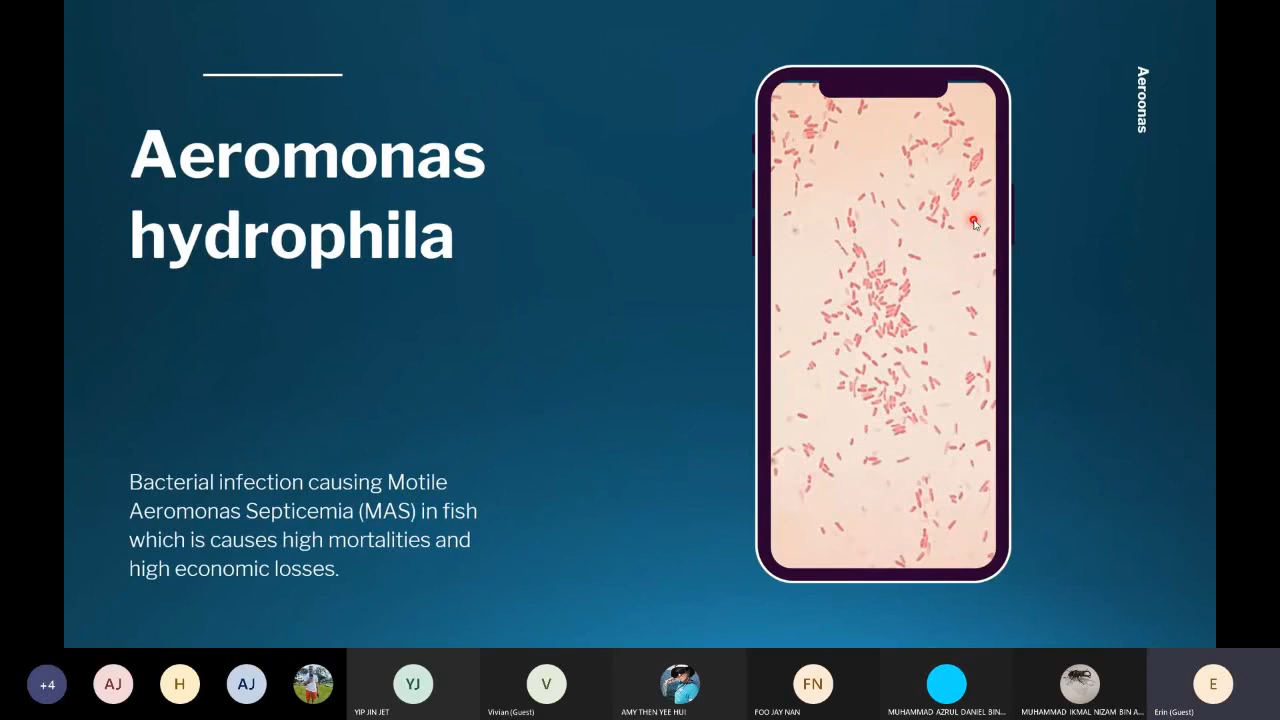 Aeromonas
hydrophila
Aeroonas
Bacterial infection causing Motile
Aeromonas Septicemia (MAS) in fish
which is causes high mortalities and
high economic losses.
+4
AJ
H
AJ
YJ
YIP JIN JET
V
Vivian (Guest)
AMY THEN YEE HUI
FN
FOO JAY NAN
MUHAMMAD AZRUL DANIEL BIN...
MUHAMMAD IKMAL NIZAM BIN A...
E
Erin (Guest)